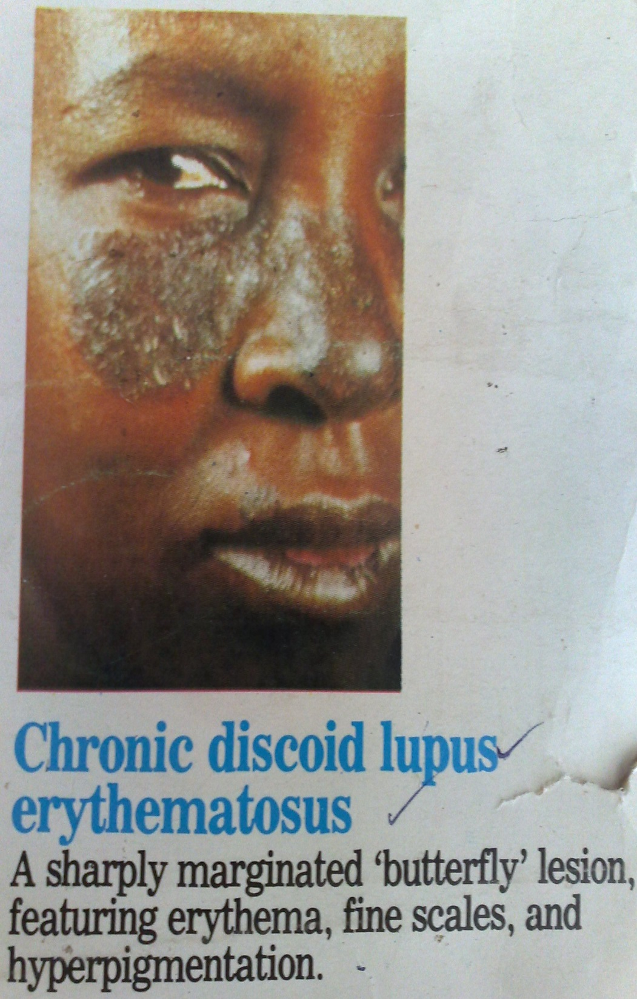 Chronic discoid lupus
erythematosus
A sharply marginated ‘butterfly’ lesion,
featuring erythema, fine scales, and
hyperpigmentation.